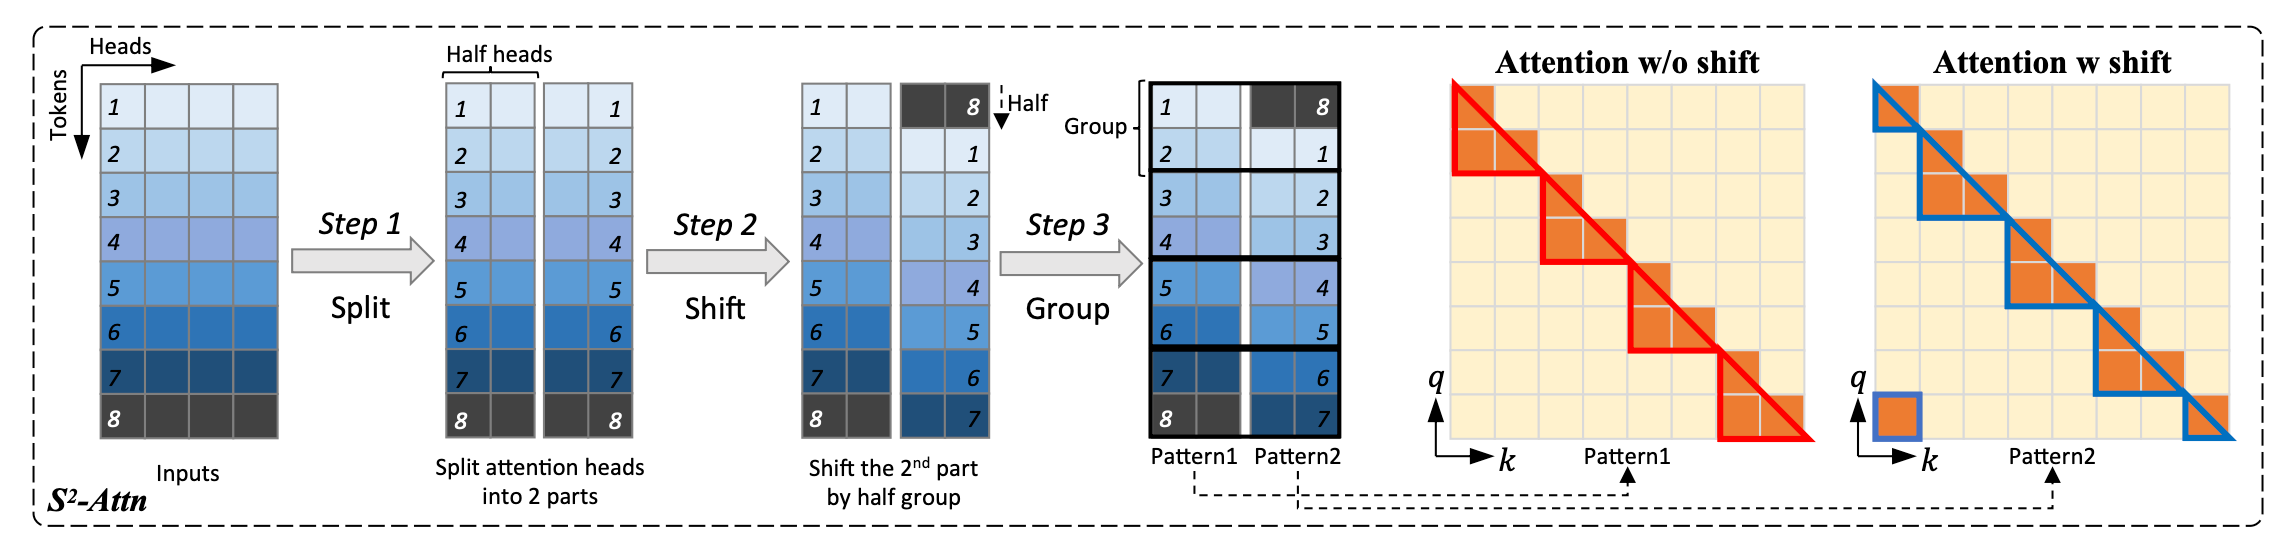 Heads
Tokens
1
2
3
4
5
6
7
8
Inputs
S²-Attn
Step 1
Split
Half heads
1 1
2 2
3 3
4 4
5 5
6 6
7 7
8 8
Split attention heads
into 2 parts
Step 2
Shift
1 8
2 1
3 2
4 3
5 4
6 5
7 6
8 7
Half
Shift the 2nd part
by half group
Step 3
Group
Group
1 8
2 1
3 2
4 3
5 4
6 5
7 6
8 7
Pattern1 Pattern2
Attention w/o shift
q
k
Pattern1
Attention w shift
q
k
Pattern2